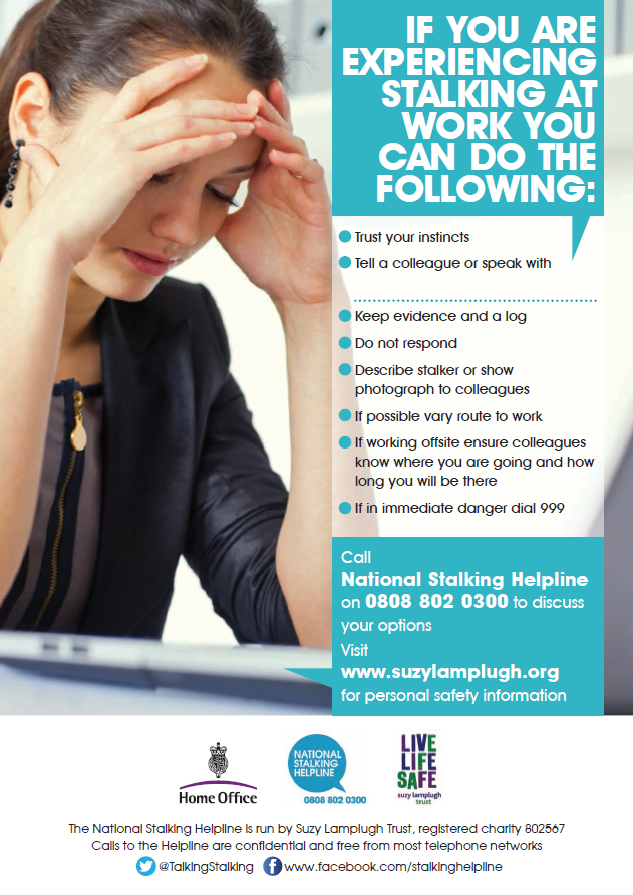 IF YOU ARE
EXPERIENCING
STALKING AT
WORK YOU
CAN DO THE
FOLLOWING:
Trust your instincts
Tell a colleague or speak with
Keep evidence and a log
Do not respond
Describe stalker or show
photograph to colleagues
If possible vary route to work
If working offsite ensure colleagues
know where you are going and how
long you will be there
If in immediate danger dial 999
Call
National Stalking Helpline
on 0808 802 0300 to discuss
your options
Visit
www.suzylamplugh.org
for personal safety information
Home Office
NATIONAL
STALKING
HELPLINE
0808 802 0300
LIVE
LIFE
SAFE
suzy lamplugh
trust
The National Stalking Helpline is run by Suzy Lamplugh Trust, registered charity 802567
Calls to the Helpline are confidential and free from most telephone networks
@TalkingStalking www.facebook.com/stalkinghelpline